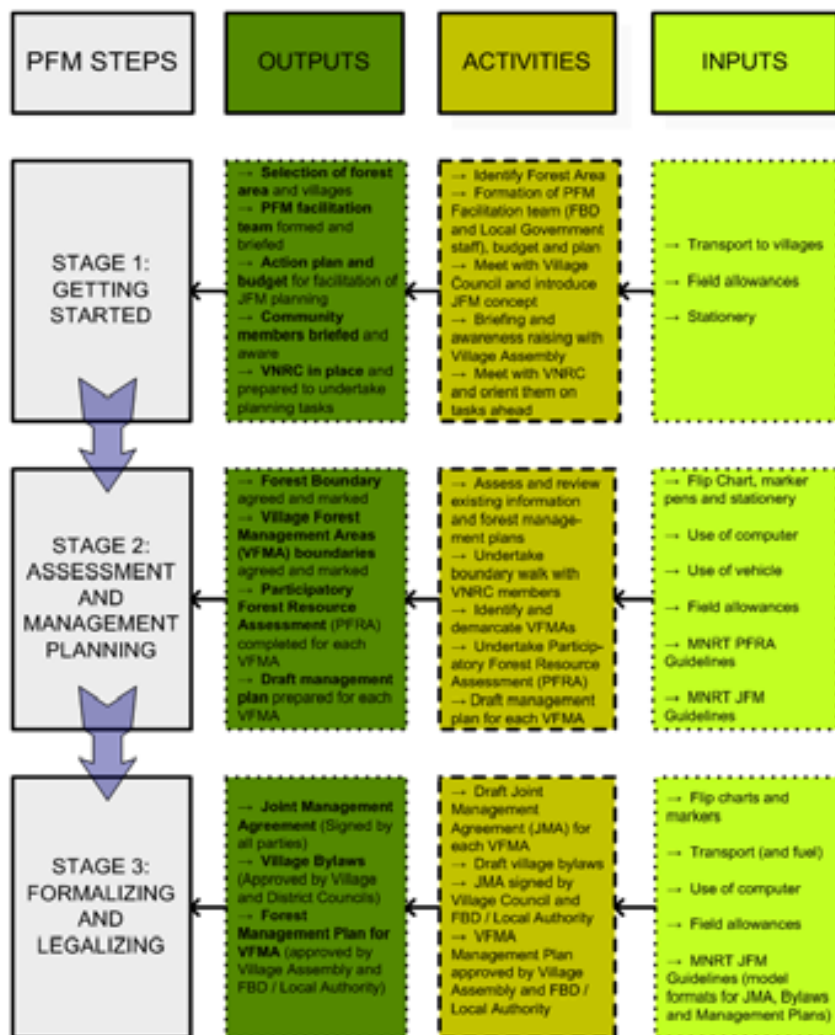 PFM STEPS
OUTPUTS
ACTIVITIES
INPUTS
STAGE 1:
GETTING
STARTED
→ Selection of forest
area and villages
→ PFM facilitation
team formed and
briefed
→ Action plan and
budget for facilitation of
JFM planning
→ Community
members briefed and
aware
→ VNRC in place and
prepared to undertake
planning tasks
→ Identify Forest Area
→ Formation of PFM
Facilitation team (FBD
and Local Government
staff), budget and plan
→ Meet with Village
Council and introduce
JFM concept
→ Briefing and
awareness raising with
Village Assembly
→ Meet with VNRC
and orient them on
tasks ahead
→ Transport to villages
→ Field allowances
→ Stationery
STAGE 2:
ASSESSMENT
AND
MANAGEMENT
PLANNING
→ Forest Boundary
agreed and marked
→ Village Forest
Management Areas
(VFMA) boundaries
agreed and marked
→ Participatory
Forest Resource
Assessment (PFRA)
completed for each
VFMA
→ Draft management
plan prepared for each
VFMA
→ Assess and review
existing information
and forest manage-
ment plans
→ Undertake
boundary walk with
VNRC members
→ Identify and
demarcate VFMAs
→ Undertake Particip-
atory Forest Resource
Assessment (PFRA)
→ Draft management
plan for each VFMA
→ Flip Chart, marker
pens and stationery
→ Use of computer
→ Use of vehicle
→ Field allowances
→ MNRT PFRA
Guidelines
→ MNRT JFM
Guidelines
STAGE 3:
FORMALIZING
AND
LEGALIZING
→ Joint Management
Agreement (Signed by
all parties)
→ Village Bylaws
(Approved by Village
and District Councils)
→ Forest
Management Plan for
VFMA (approved by
Village Assembly and
FBD / Local Authority)
→ Draft Joint
Management
Agreement (JMA) for
each VFMA
→ Draft village bylaws
→ JMA signed by
Village Council and
FBD / Local Authority
→ VFMA
Management Plan
approved by Village
Assembly and FBD /
Local Authority
→ Flip charts and
markers
→ Transport (and fuel)
→ Use of computer
→ Field allowances
→ MNRT JFM
Guidelines (model
formats for JMA, Bylaws
and Management Plans)